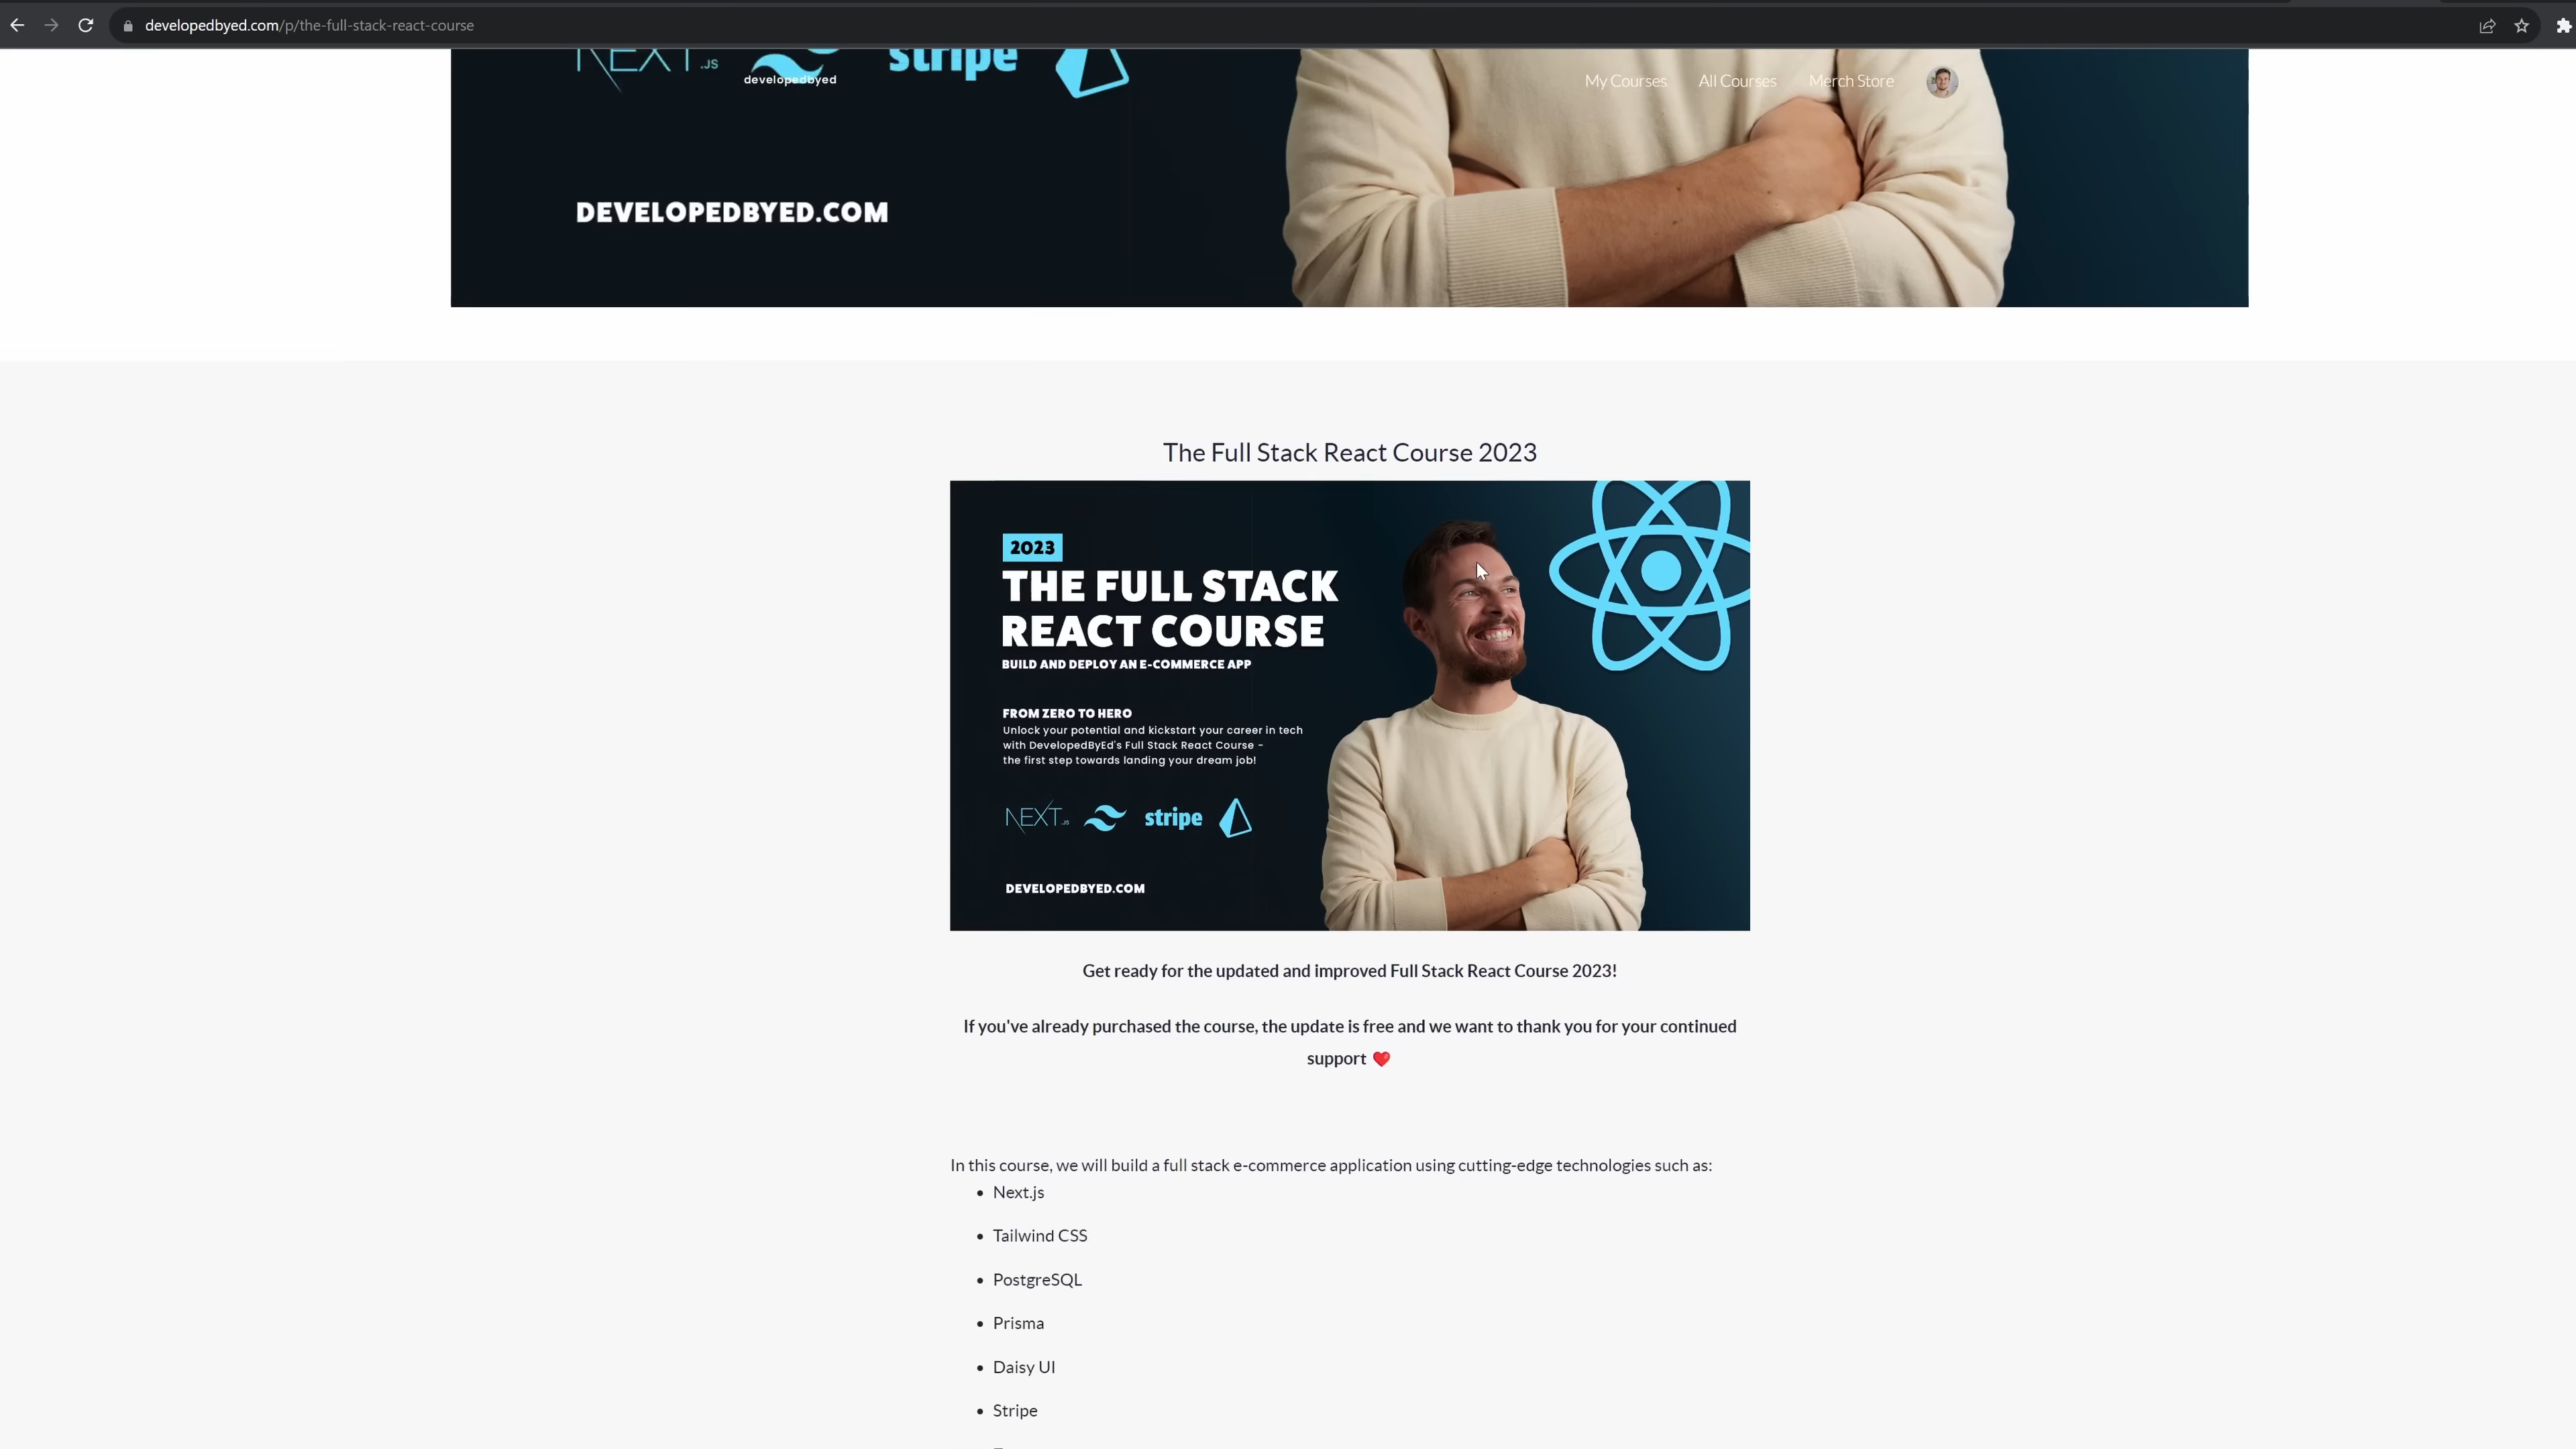 developedbyed.com/p/the-full-stack-react-course
NEXT.JS
stripe
developedbyed
My Courses
All Courses
Merch Store
DEVELOPEDBYED.COM
The Full Stack React Course 2023
2023
THE FULL STACK
REACT COURSE
BUILD AND DEPLOY AN E-COMMERCE APP
FROM ZERO TO HERO
Unlock your potential and kickstart your career in tech
with DevelopedByEd's Full Stack React Course -
the first step towards landing your dream job!
NEXT.JS
stripe
DEVELOPEDBYED.COM
Get ready for the updated and improved Full Stack React Course 2023!
If you've already purchased the course, the update is free and we want to thank you for your continued
support ❤️
In this course, we will build a full stack e-commerce application using cutting-edge technologies such as:
• Next.js
• Tailwind CSS
• PostgreSQL
• Prisma
• Daisy UI
• Stripe